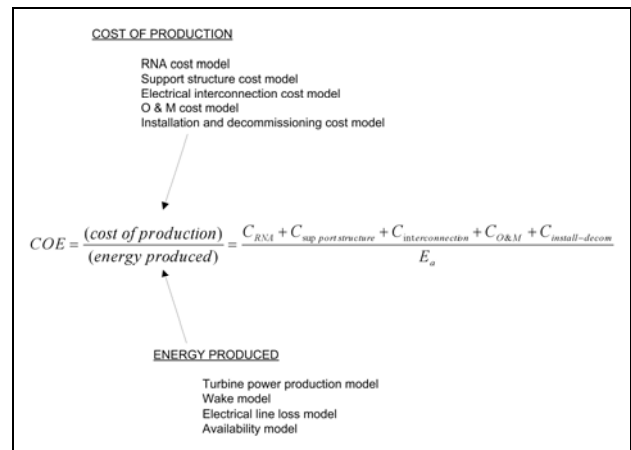 COST OF PRODUCTION
RNA cost model
Support structure cost model
Electrical interconnection cost model
O & M cost model
Installation and decommissioning cost model
COE = (cost of production) / (energy produced) = C_RNA + C_sup port structure + C_interconnection + C_O&M + C_install-decom / E_a
ENERGY PRODUCED
Turbine power production model
Wake model
Electrical line loss model
Availability model